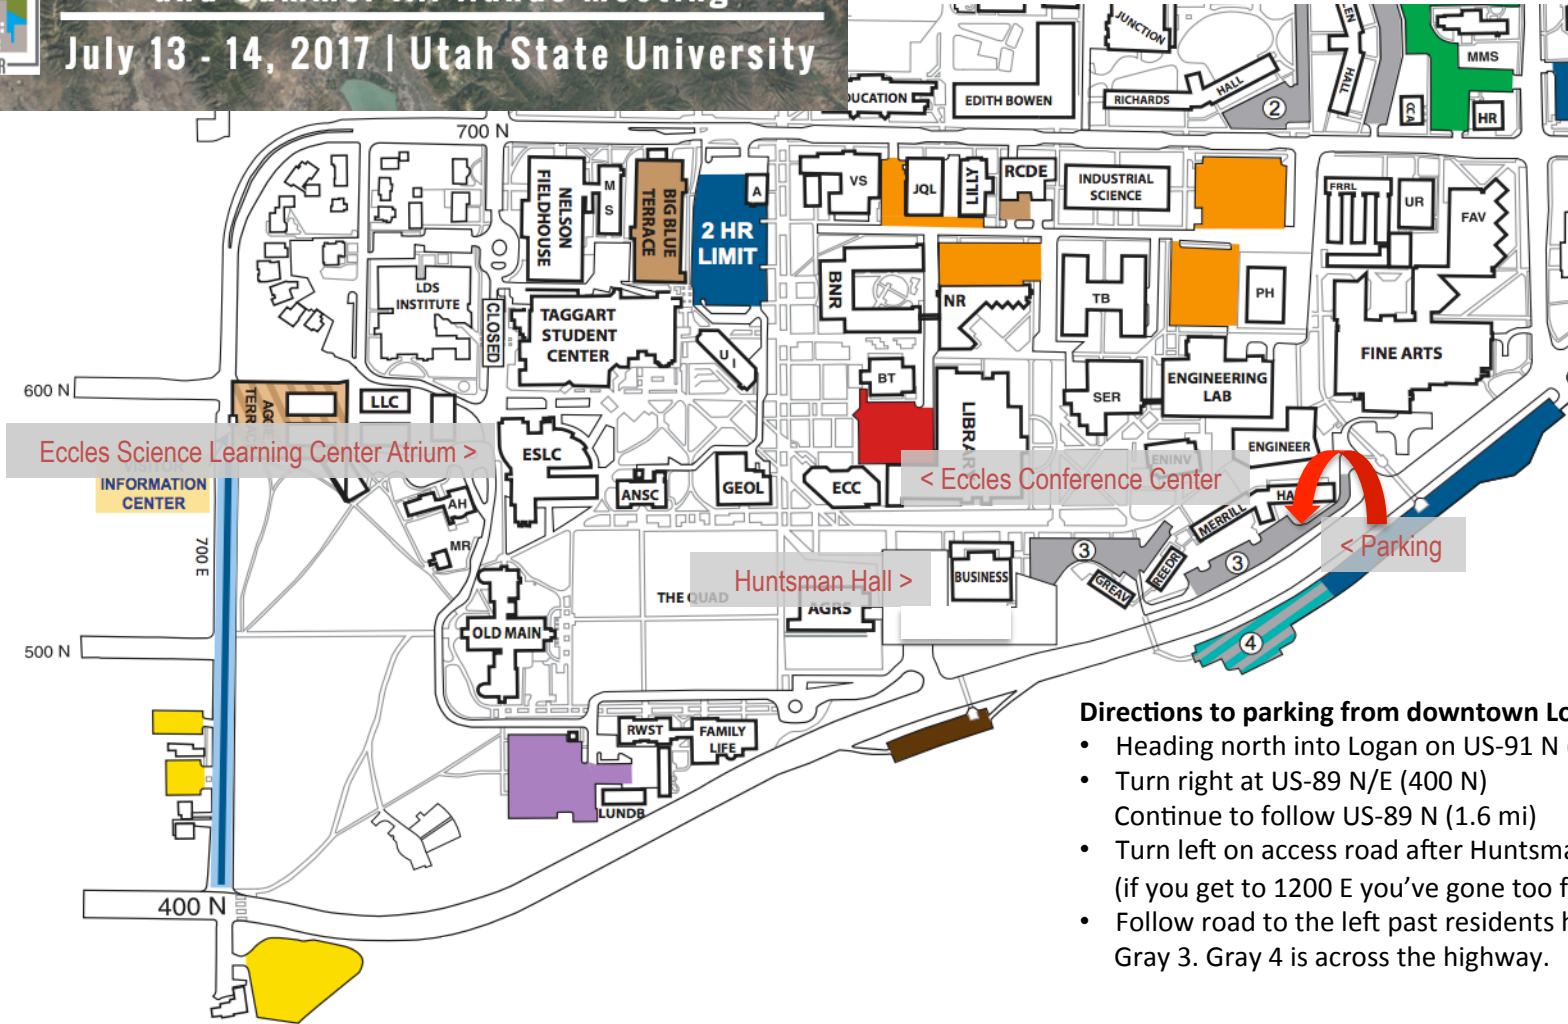 July 13 - 14, 2017 | Utah State University
JUNCTION
HALL
MMS
EDITH BOWEN
RICHARDS
HALL
2
CCA
HR
700 N
NELSON
FIELDHOUSE
M
S
BIG BLUE
TERRACE
A
2 HR
LIMIT
VS
JQL
LILLY
RCDE
INDUSTRIAL
SCIENCE
FRRL
UR
FAV
LDS
INSTITUTE
CLOSED
TAGGART
STUDENT
CENTER
U I
BNR
NR
TB
PH
FINE ARTS
600 N
LLC
BT
SER
ENGINEERING
LAB
Eccles Science Learning Center Atrium >
ESLC
ANSC
GEOL
ECC
< Eccles Conference Center
ENINV
ENGINEER
VISITOR
INFORMATION
CENTER
AH
MR
700 E
MERRILL
< Parking
3
3
REEDR
GREAV
Huntsman Hall >
BUSINESS
THE QUAD
AGRS
OLD MAIN
500 N
4
RWST
FAMILY
LIFE
LUNDB
400 N
Directions to parking from downtown
• Heading north into Logan on US-91 N
• Turn right at US-89 N/E (400 N)
Continue to follow US-89 N (1.6 mi)
• Turn left on access road after
(if you get to 1200 E you've gone too
• Follow road to the left past residents
Gray 3. Gray 4 is across the highway.